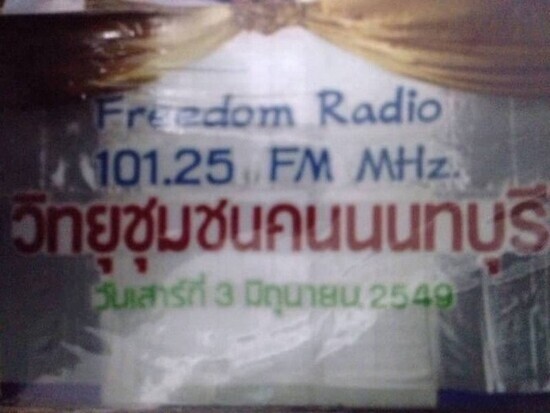 Freedom Radio
101.25 FM MHz.
วิทยุชุมชนคนนนทบุรี
วันเสาร์ที่ 3 มิถุนายน 2549